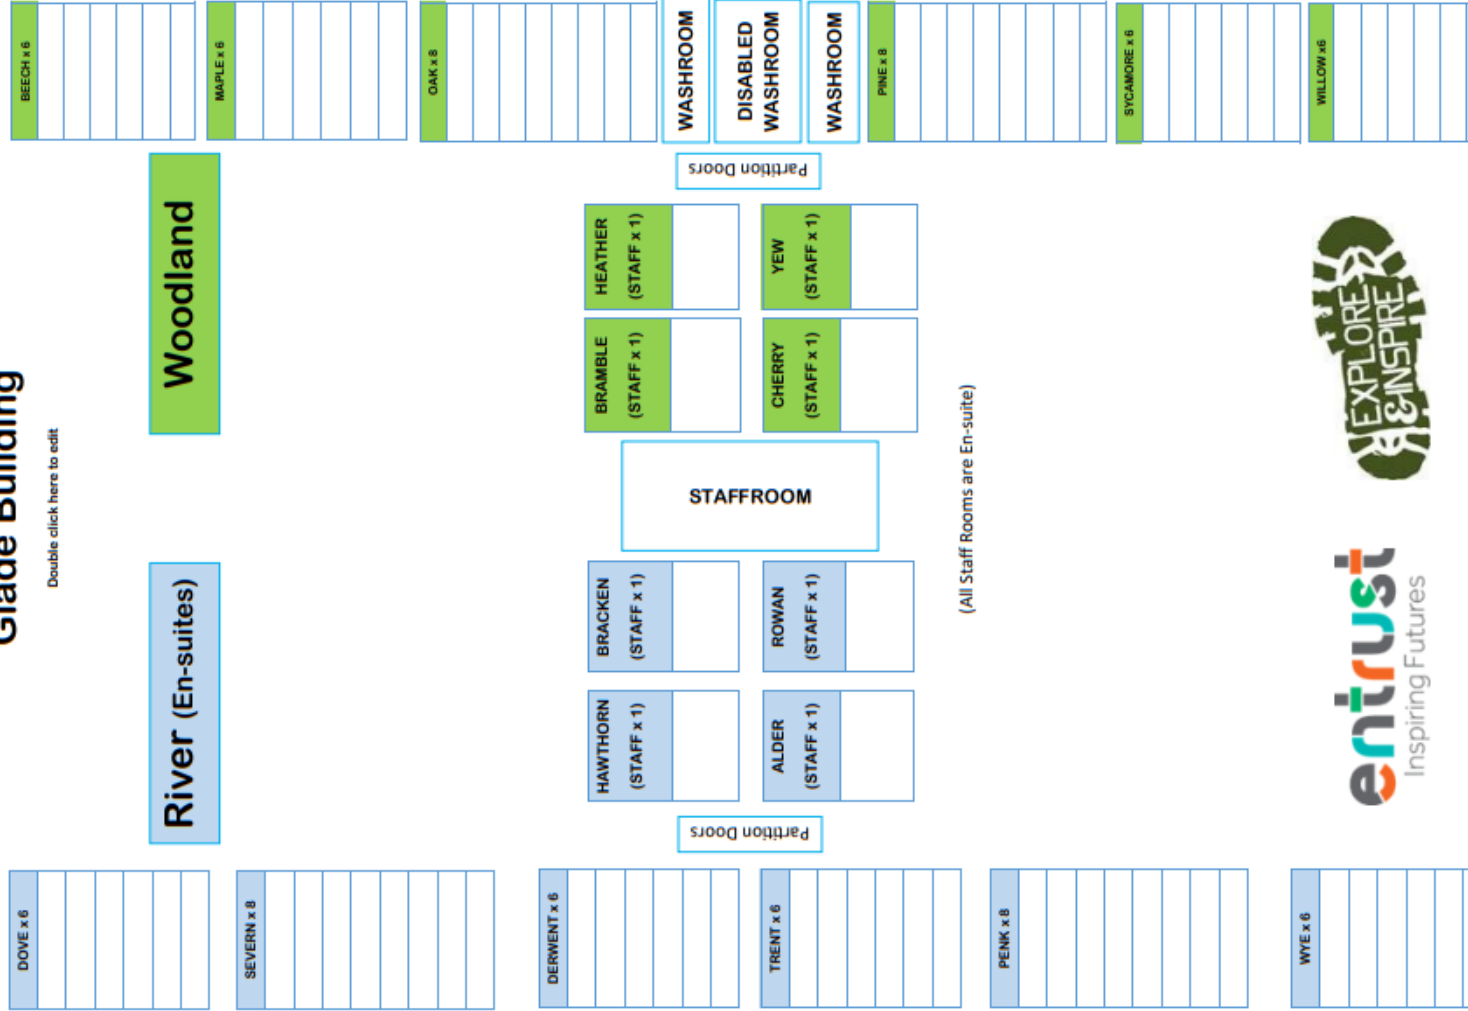 Glade Building
Double click here to edit
River (En-suites)
Woodland
BEECH x 6
MAPLE x 6
OAK x 8
WASHROOM
DISABLED
WASHROOM
WASHROOM
PINE x 8
SYCAMORE x 6
WILLOW x6
Partition Doors
HEATHER
(STAFF x 1)
YEW
(STAFF x 1)
BRAMBLE
(STAFF x 1)
CHERRY
(STAFF x 1)
STAFFROOM
(All Staff Rooms are En-suite)
BRACKEN
(STAFF x 1)
ROWAN
(STAFF x 1)
HAWTHORN
(STAFF x 1)
ALDER
(STAFF x 1)
Partition Doors
DOVE x 6
SEVERN x 8
DERWENT x 6
TRENT x 6
PENK x 8
WYE x 6
EXPLORE
&INSPIRE
entrust
Inspiring Futures